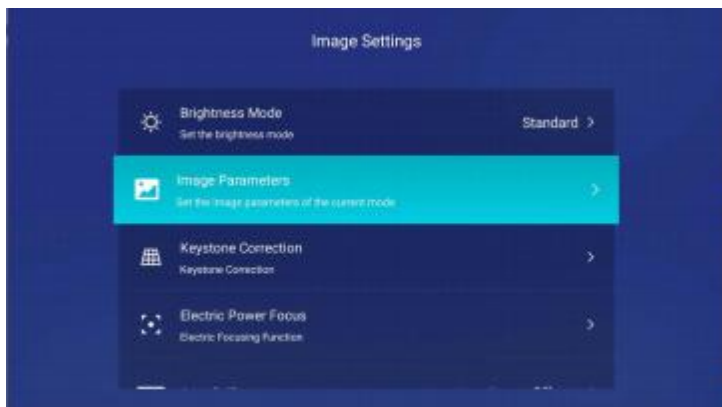 Image Settings
Brightness Mode
Set the brightness mode
Standard >
Image Parameters
Set the image parameters of the current mode
Keystone Correction
Keystone Correction
Electric Power Focus
Electric Focusing Function